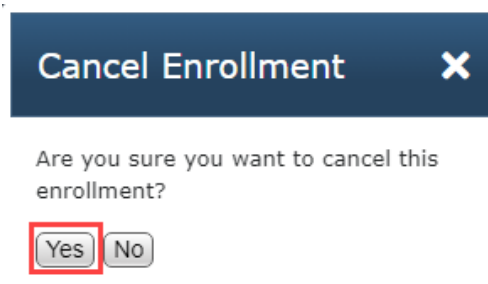 Cancel Enrollment
Are you sure you want to cancel this
enrollment?
Yes No